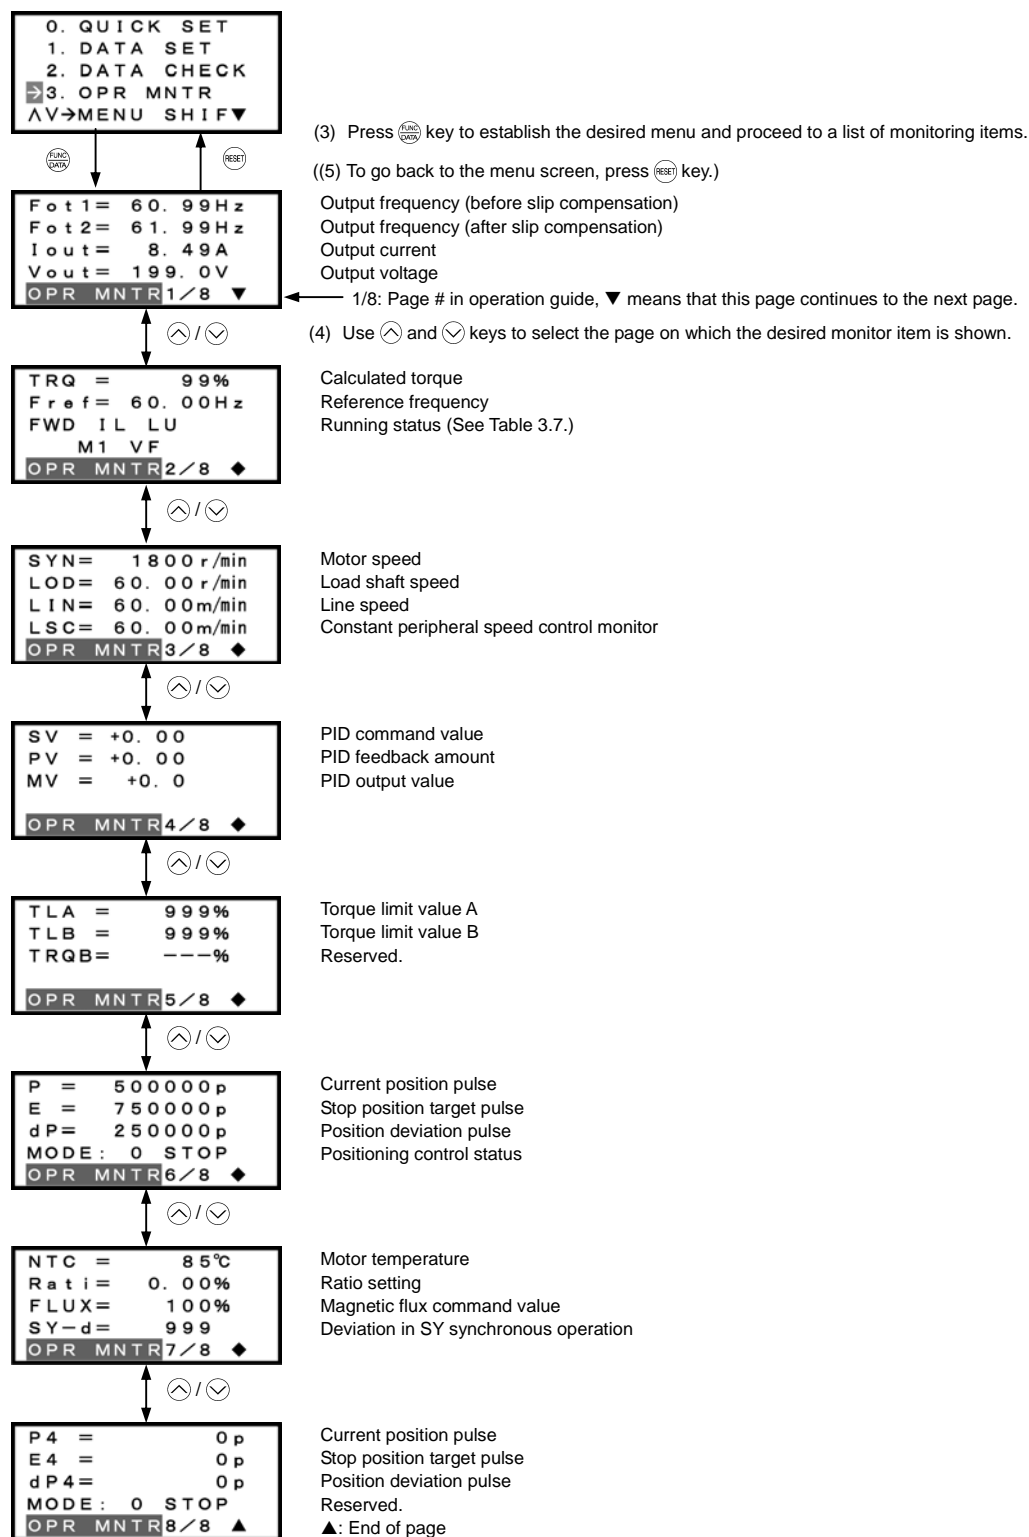 0. QUICK SET
1. DATA SET
2. DATA CHECK
→3. OPR MNTR
∧∨→MENU SHIF▼
(3) Press FUNC DATA key to establish the desired menu and proceed to a list of monitoring items.
FUNC DATA
RESET
((5) To go back to the menu screen, press RESET key.)
Fot1= 60.99Hz Output frequency (before slip compensation)
Fot2= 61.99Hz Output frequency (after slip compensation)
Iout= 8.49A Output current
Vout= 199.0V Output voltage
OPR MNTR1/8 ▼ 1/8: Page # in operation guide, ▼ means that this page continues to the next page.
∧ / ∨ (4) Use ∧ and ∨ keys to select the page on which the desired monitor item is shown.
TRQ = 99% Calculated torque
Fref= 60.00Hz Reference frequency
FWD IL LU Running status (See Table 3.7.)
M1 VF
OPR MNTR2/8 ◆
∧ / ∨
SYN= 1800r/min Motor speed
LOD= 60.00r/min Load shaft speed
LIN= 60.00m/min Line speed
LSC= 60.00m/min Constant peripheral speed control monitor
OPR MNTR3/8 ◆
∧ / ∨
SV = +0.00 PID command value
PV = +0.00 PID feedback amount
MV = +0.0 PID output value
OPR MNTR4/8 ◆
∧ / ∨
TLA = 999% Torque limit value A
TLB = 999% Torque limit value B
TRQB= ---% Reserved.
OPR MNTR5/8 ◆
∧ / ∨
P = 500000p Current position pulse
E = 750000p Stop position target pulse
dP= 250000p Position deviation pulse
MODE: 0 STOP Positioning control status
OPR MNTR6/8 ◆
∧ / ∨
NTC = 85℃ Motor temperature
Rati= 0.00% Ratio setting
FLUX= 100% Magnetic flux command value
SY-d= 999 Deviation in SY synchronous operation
OPR MNTR7/8 ◆
∧ / ∨
P4 = 0p Current position pulse
E4 = 0p Stop position target pulse
dP4= 0p Position deviation pulse
MODE: 0 STOP Reserved.
OPR MNTR8/8 ▲ ▲: End of page